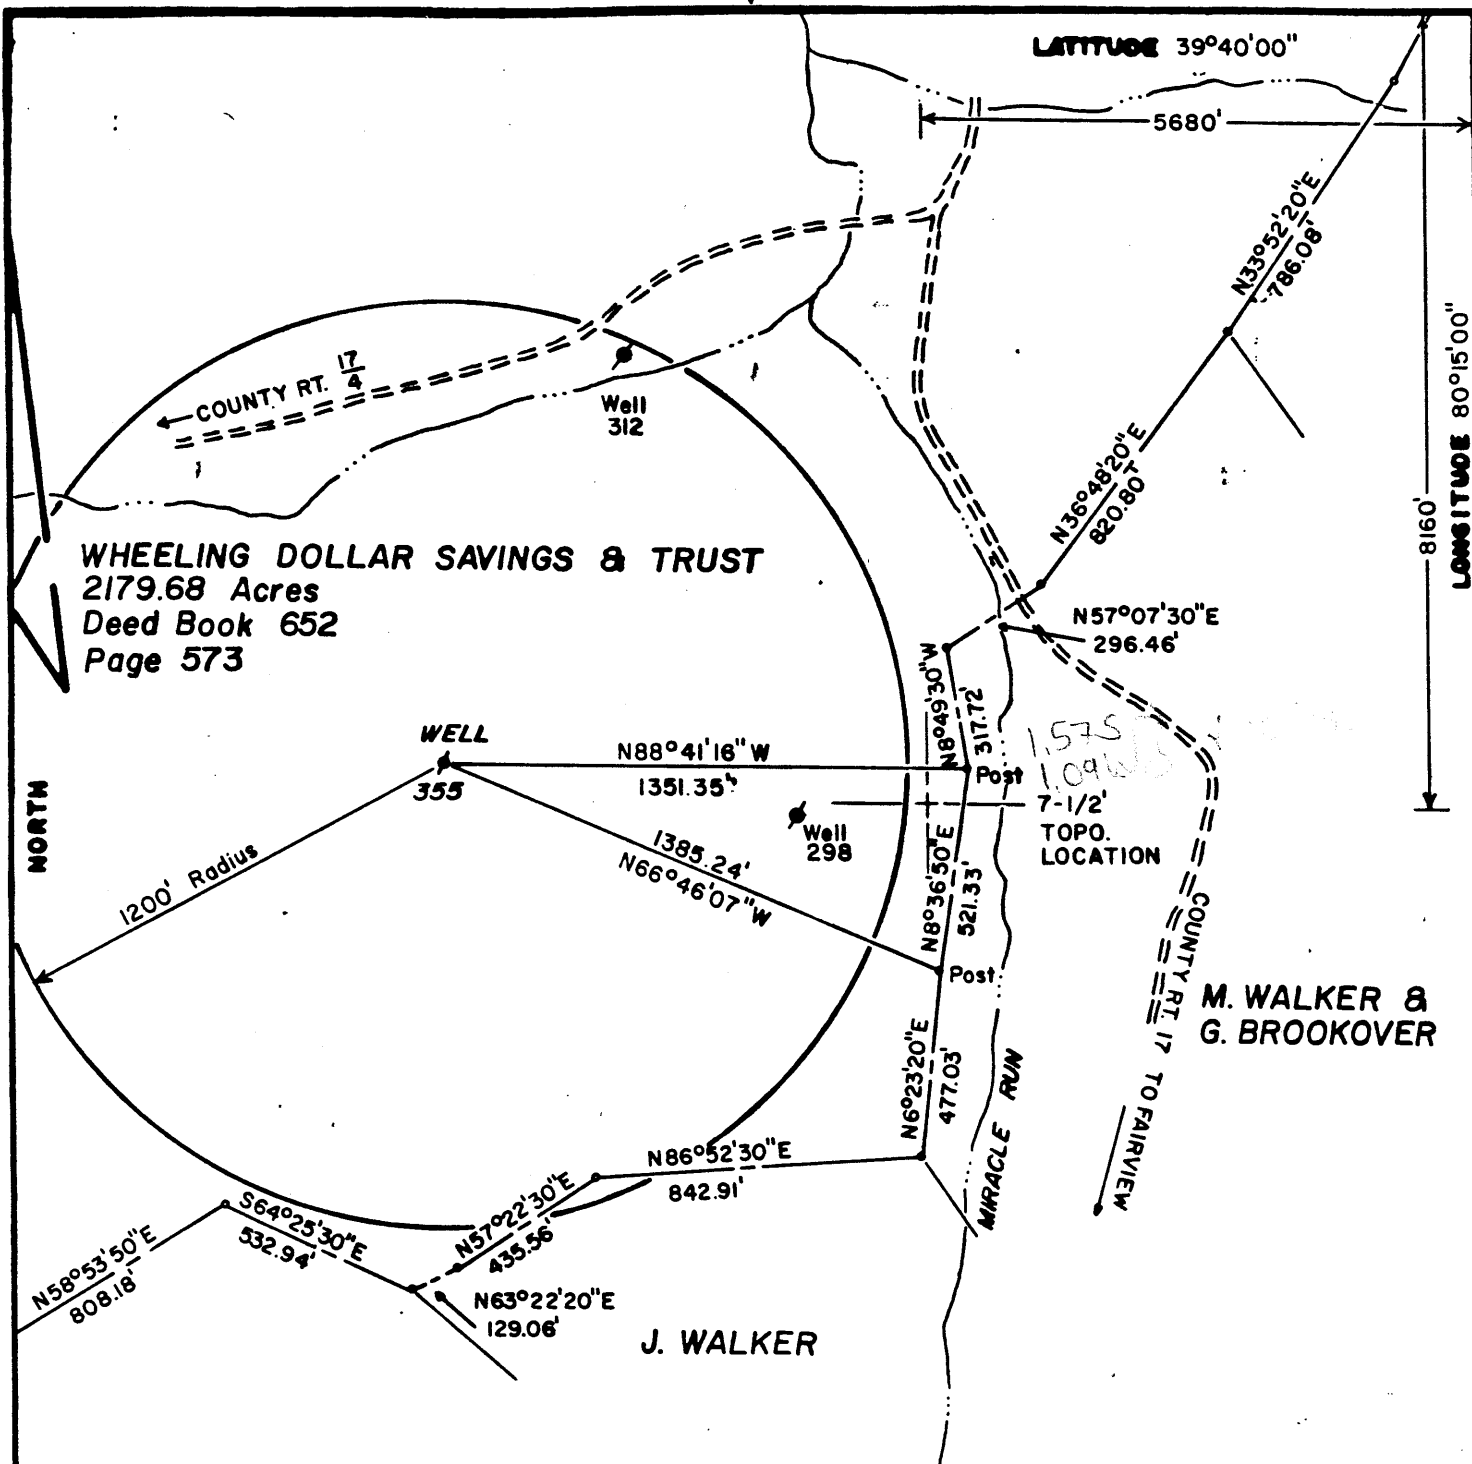 LATITUDE 39°40'00"
5680'
N33°52'20"E
786.08'
LONGITUDE 80°15'00"
8160'
COUNTY RT. 17/4
Well
312
N36°48'20"E
820.80'
WHEELING DOLLAR SAVINGS & TRUST
2179.68 Acres
Deed Book 652
Page 573
N57°07'30"E
296.46'
N8°49'30"W
317.72'
WELL
355
N88°41'16"W
1351.35'
Post
1.57S
1.09W
7-1/2'
TOPO.
LOCATION
Well
298
NORTH
1200' Radius
1385.24'
N66°46'07"W
N8°36'50"E
521.33'
Post
COUNTY RT. 17 TO FAIRVIEW
M. WALKER &
G. BROOKOVER
N6°23'20"E
477.03'
MIRACLE RUN
N86°52'30"E
842.91'
N57°22'30"E
435.56'
S64°25'30"E
532.94'
N58°53'50"E
808.18'
N63°22'20"E
129.06'
J. WALKER